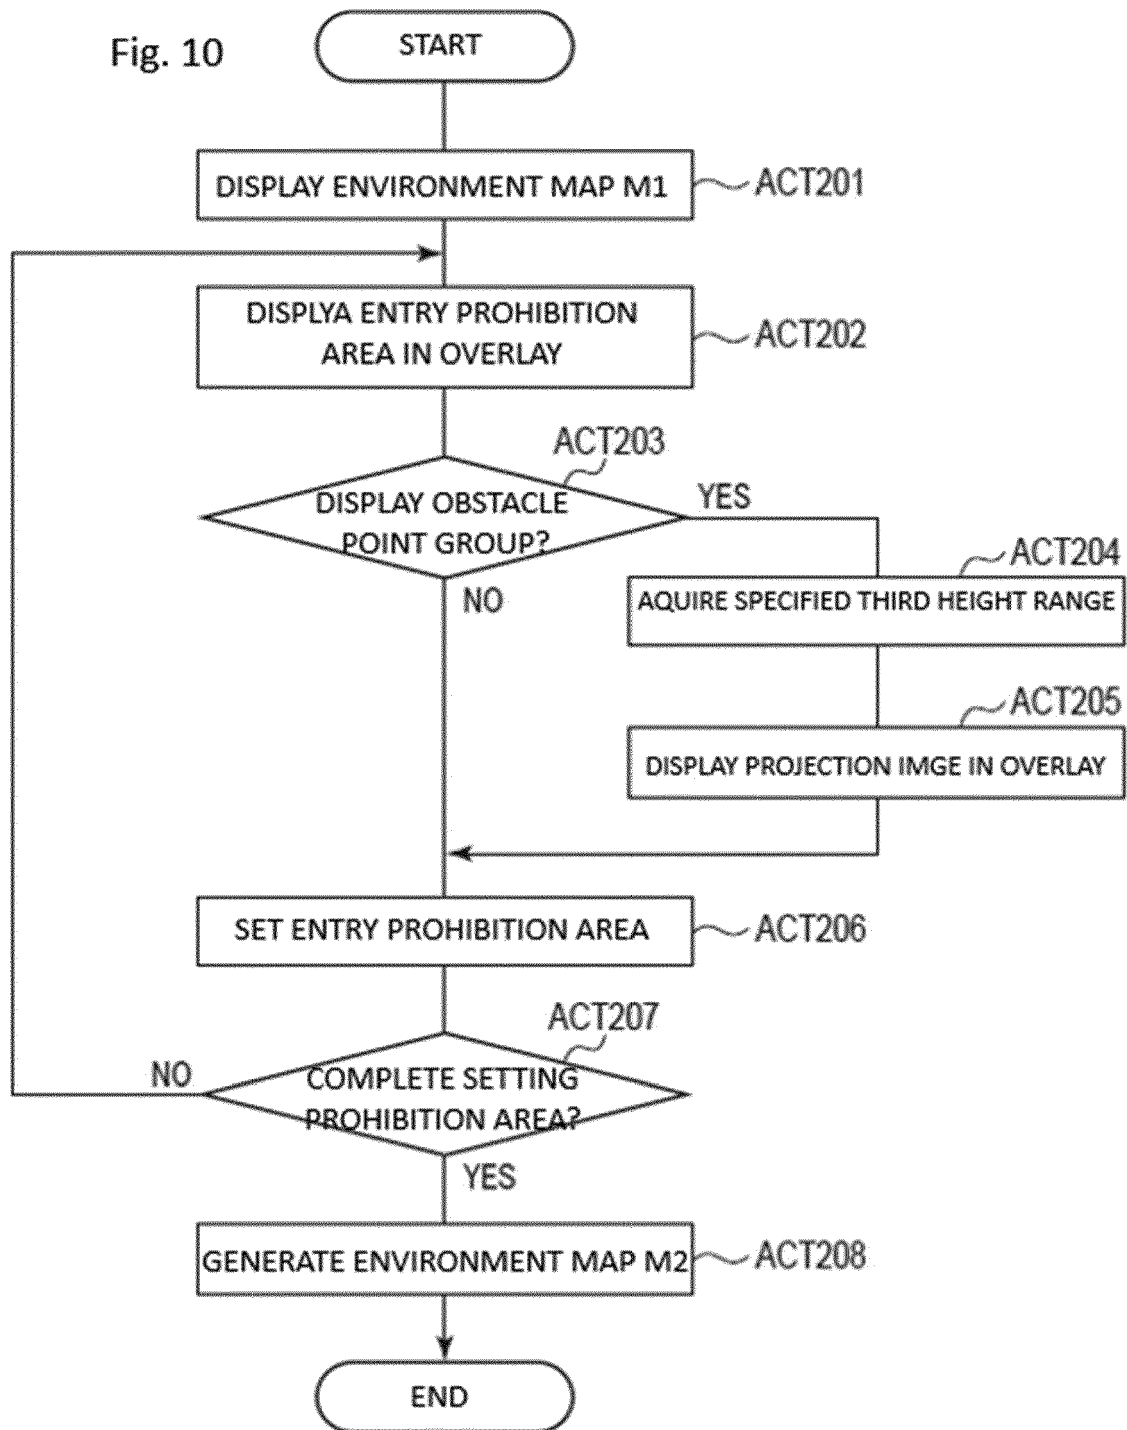 Fig. 10
START
DISPLAY ENVIRONMENT MAP M1
ACT201
DISPLYA ENTRY PROHIBITION
AREA IN OVERLAY
ACT202
ACT203
DISPLAY OBSTACLE
POINT GROUP?
YES
NO
ACT204
AQUIRE SPECIFIED THIRD HEIGHT RANGE
ACT205
DISPLAY PROJECTION IMGE IN OVERLAY
SET ENTRY PROHIBITION AREA
ACT206
ACT207
NO
COMPLETE SETTING
PROHIBITION AREA?
YES
GENERATE ENVIRONMENT MAP M2
ACT208
END